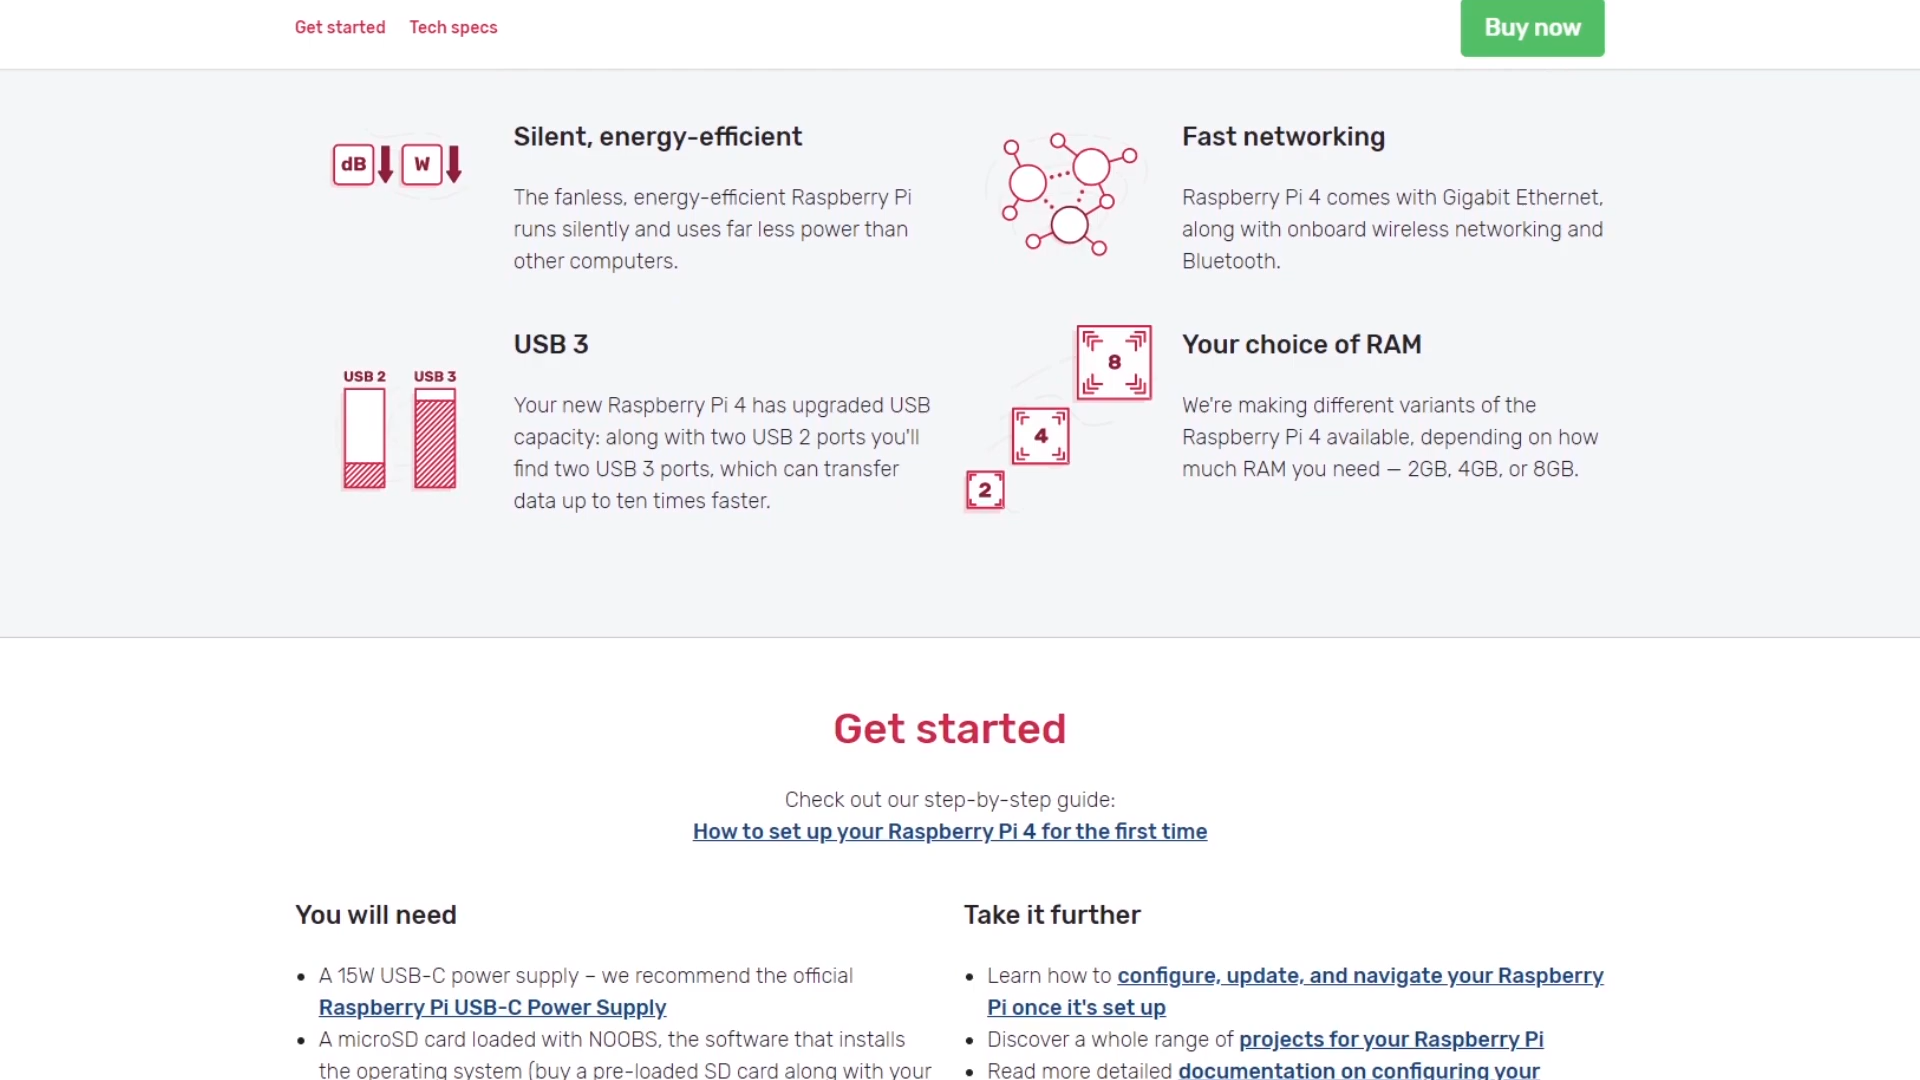 Get started
Tech specs
Buy now
dB
W
Silent, energy-efficient
The fanless, energy-efficient Raspberry Pi
runs silently and uses far less power than
other computers.
Fast networking
Raspberry Pi 4 comes with Gigabit Ethernet,
along with onboard wireless networking and
Bluetooth.
USB 2
USB 3
USB 3
Your new Raspberry Pi 4 has upgraded USB
capacity: along with two USB 2 ports you'll
find two USB 3 ports, which can transfer
data up to ten times faster.
8
4
2
Your choice of RAM
We're making different variants of the
Raspberry Pi 4 available, depending on how
much RAM you need – 2GB, 4GB, or 8GB.
Get started
Check out our step-by-step guide:
How to set up your Raspberry Pi 4 for the first time
You will need
• A 15W USB-C power supply – we recommend the official
Raspberry Pi USB-C Power Supply
• A microSD card loaded with NOOBS, the software that installs
the operating system (buy a pre-loaded SD card along with your
Take it further
• Learn how to configure, update, and navigate your Raspberry
Pi once it's set up
• Discover a whole range of projects for your Raspberry Pi
• Read more detailed documentation on configuring your